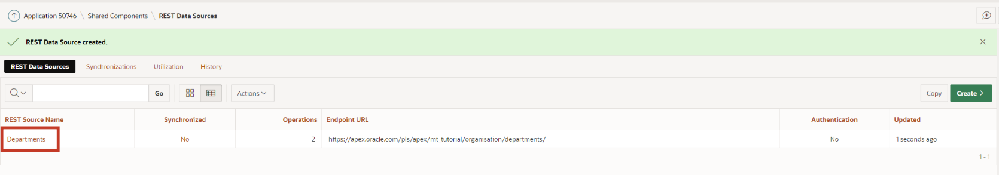 Application 50746 \ Shared Components \ REST Data Sources
REST Data Source created.
REST Data Sources Synchronizations Utilization History
Go Actions Copy Create
REST Source Name Synchronized Operations Endpoint URL Authentication Updated
Departments No 2 https://apex.oracle.com/pls/apex/mt_tutorial/organisation/departments/ No 1 seconds ago
1 - 1